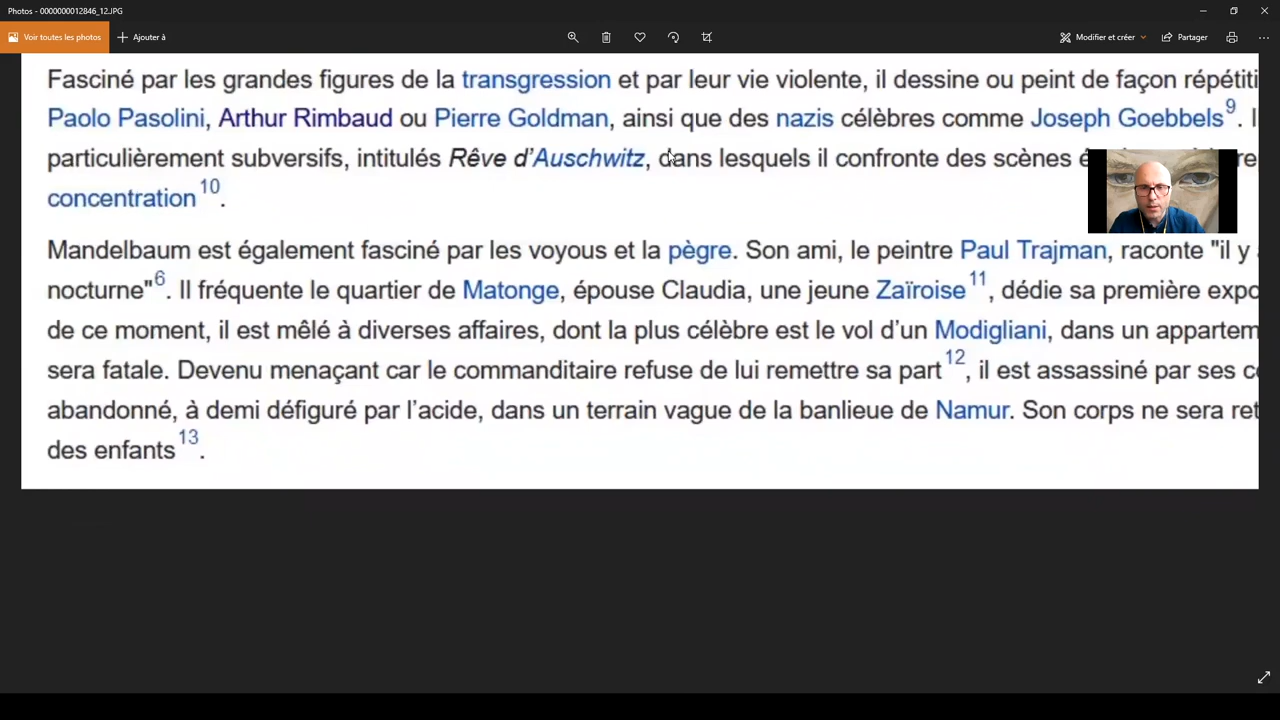 Photos - 0000000012846_12.JPG
Voir toutes les photos
Ajouter à
Modifier et créer
Partager
Fasciné par les grandes figures de la transgression et par leur vie violente, il dessine ou peint de façon répétiti
Paolo Pasolini, Arthur Rimbaud ou Pierre Goldman, ainsi que des nazis célèbres comme Joseph Goebbels9. I
particulièrement subversifs, intitulés Rêve d’Auschwitz, dans lesquels il confronte des scènes
concentration10.
Mandelbaum est également fasciné par les voyous et la pègre. Son ami, le peintre Paul Trajman, raconte "il y
nocturne"6. Il fréquente le quartier de Matonge, épouse Claudia, une jeune Zaïroise11, dédie sa première expo
de ce moment, il est mêlé à diverses affaires, dont la plus célèbre est le vol d’un Modigliani, dans un appartem
sera fatale. Devenu menaçant car le commanditaire refuse de lui remettre sa part12, il est assassiné par ses c
abandonné, à demi défiguré par l’acide, dans un terrain vague de la banlieue de Namur. Son corps ne sera ret
des enfants13.